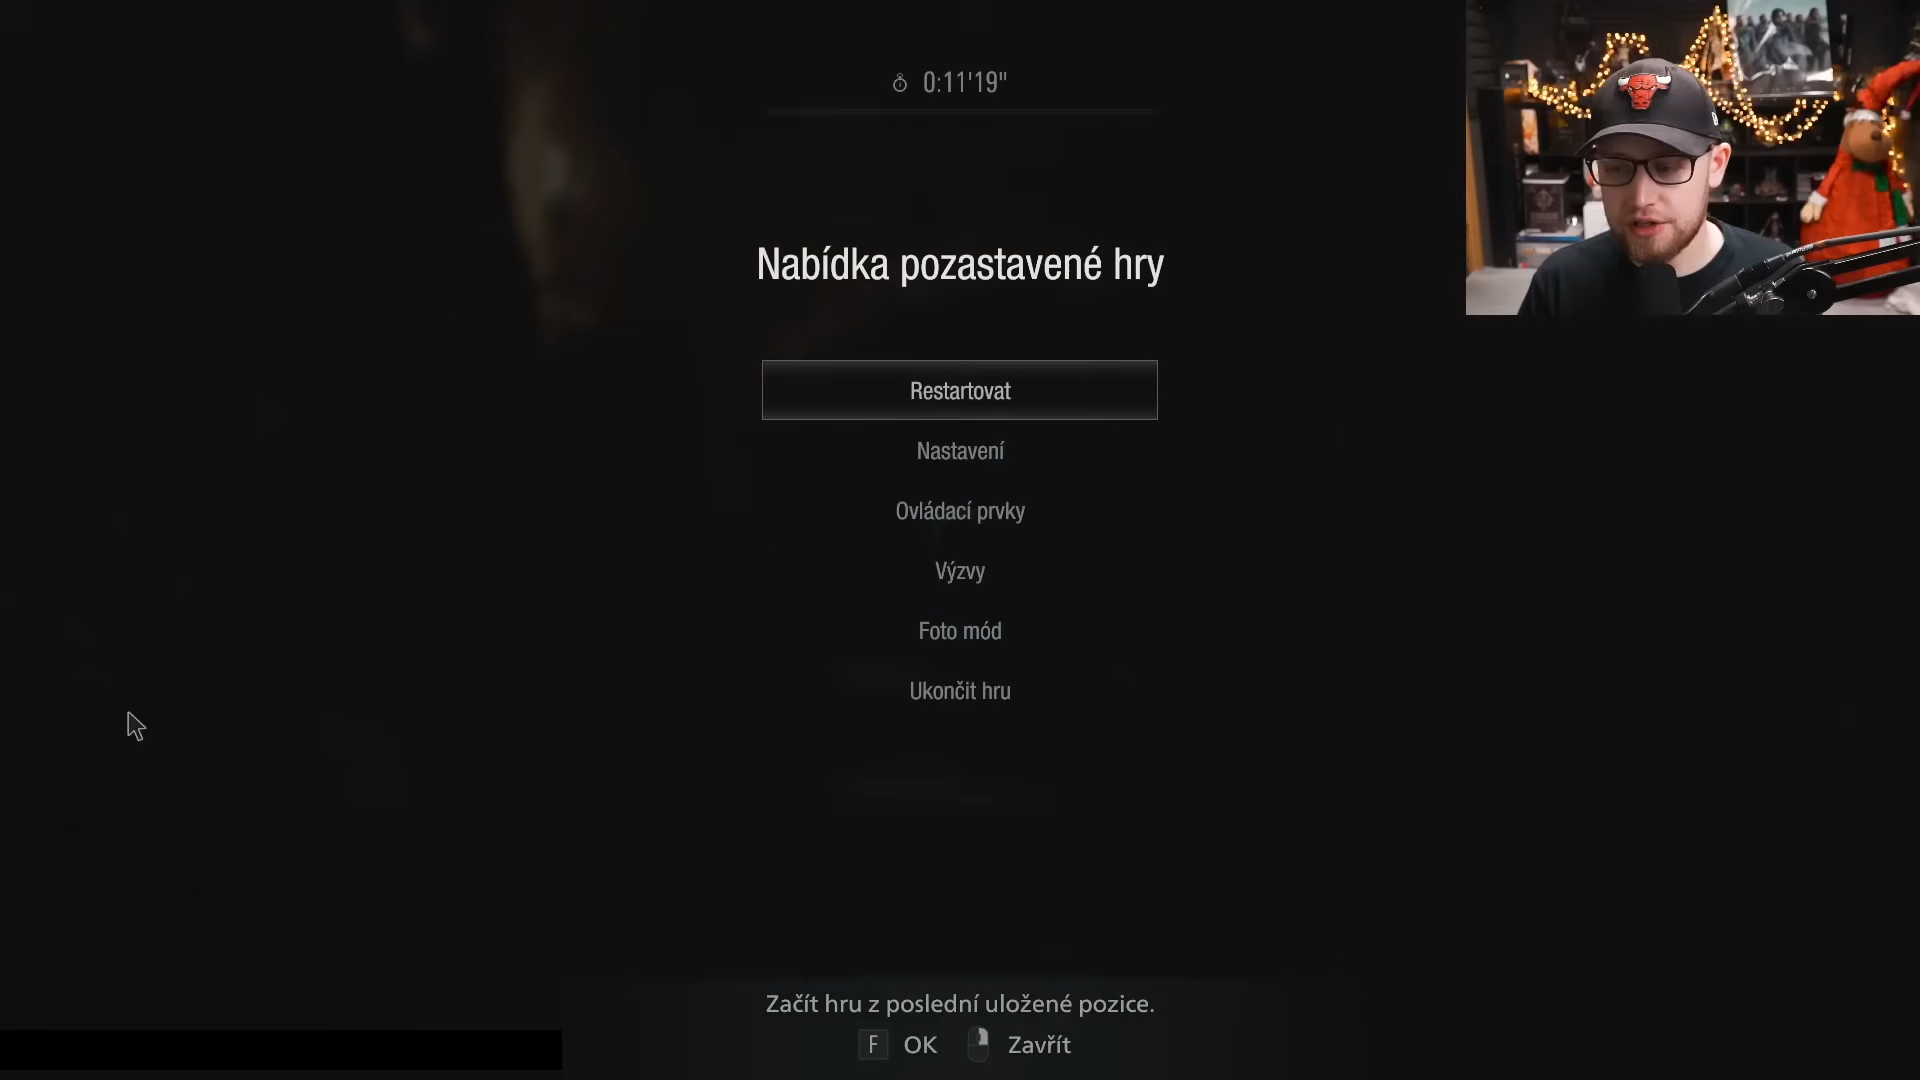 0:11'19"
Nabídka pozastavené hry
Restartovat
Nastavení
Ovládací prvky
Výzvy
Foto mód
Ukončit hru
Začít hru z poslední uložené pozice.
F OK Zavřít